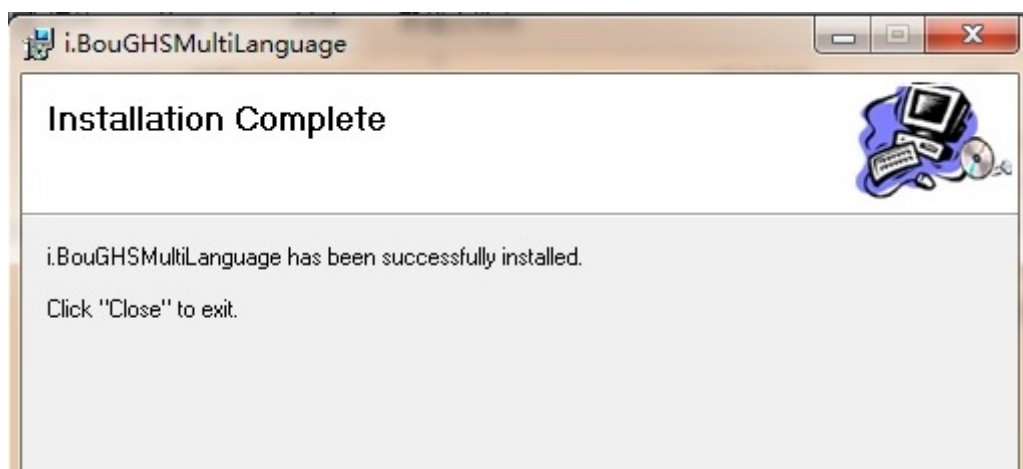 i.BouGHSMultiLanguage
Installation Complete
i.BouGHSMultiLanguage has been successfully installed.
Click "Close" to exit.